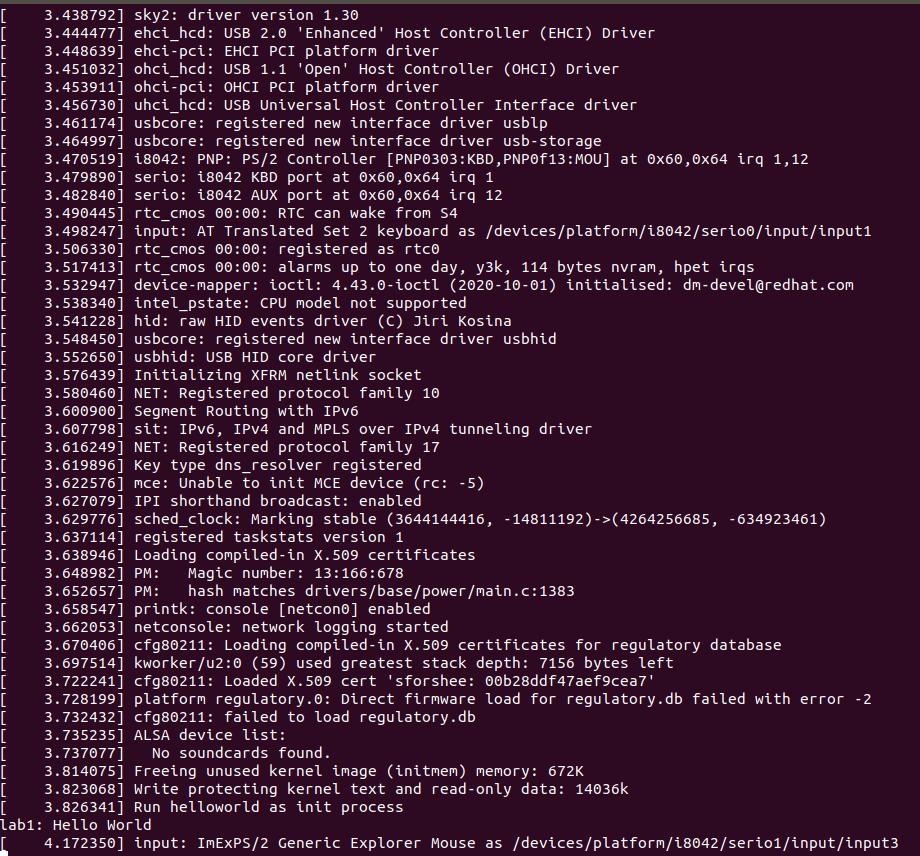 [    3.438792] sky2: driver version 1.30
[    3.444477] ehci_hcd: USB 2.0 'Enhanced' Host Controller (EHCI) Driver
[    3.448639] ehci-pci: EHCI PCI platform driver
[    3.451032] ohci_hcd: USB 1.1 'Open' Host Controller (OHCI) Driver
[    3.453911] ohci-pci: OHCI PCI platform driver
[    3.456730] uhci_hcd: USB Universal Host Controller Interface driver
[    3.461174] usbcore: registered new interface driver usblp
[    3.464997] usbcore: registered new interface driver usb-storage
[    3.470519] i8042: PNP: PS/2 Controller [PNP0303:KBD,PNP0f13:MOU] at 0x60,0x64 irq 1,12
[    3.479890] serio: i8042 KBD port at 0x60,0x64 irq 1
[    3.482840] serio: i8042 AUX port at 0x60,0x64 irq 12
[    3.490445] rtc_cmos 00:00: RTC can wake from S4
[    3.498247] input: AT Translated Set 2 keyboard as /devices/platform/i8042/serio0/input/input1
[    3.506330] rtc_cmos 00:00: registered as rtc0
[    3.517413] rtc_cmos 00:00: alarms up to one day, y3k, 114 bytes nvram, hpet irqs
[    3.532947] device-mapper: ioctl: 4.43.0-ioctl (2020-10-01) initialised: dm-devel@redhat.com
[    3.538340] intel_pstate: CPU model not supported
[    3.541228] hid: raw HID events driver (C) Jiri Kosina
[    3.548450] usbcore: registered new interface driver usbhid
[    3.552650] usbhid: USB HID core driver
[    3.576439] Initializing XFRM netlink socket
[    3.580460] NET: Registered protocol family 10
[    3.600900] Segment Routing with IPv6
[    3.607798] sit: IPv6, IPv4 and MPLS over IPv4 tunneling driver
[    3.616249] NET: Registered protocol family 17
[    3.619896] Key type dns_resolver registered
[    3.622576] mce: Unable to init MCE device (rc: -5)
[    3.627079] IPI shorthand broadcast: enabled
[    3.629776] sched_clock: Marking stable (3644144416, -14811192)->(4264256685, -634923461)
[    3.637114] registered taskstats version 1
[    3.638946] Loading compiled-in X.509 certificates
[    3.648982] PM:   Magic number: 13:166:678
[    3.652657] PM:   hash matches drivers/base/power/main.c:1383
[    3.658547] printk: console [netcon0] enabled
[    3.662053] netconsole: network logging started
[    3.670406] cfg80211: Loading compiled-in X.509 certificates for regulatory database
[    3.697514] kworker/u2:0 (59) used greatest stack depth: 7156 bytes left
[    3.722241] cfg80211: Loaded X.509 cert 'sforshee: 00b28ddf47aef9cea7'
[    3.728199] platform regulatory.0: Direct firmware load for regulatory.db failed with error -2
[    3.732432] cfg80211: failed to load regulatory.db
[    3.735235] ALSA device list:
[    3.737077]   No soundcards found.
[    3.814075] Freeing unused kernel image (initmem) memory: 672K
[    3.823068] Write protecting kernel text and read-only data: 14036k
[    3.826341] Run helloworld as init process
lab1: Hello World
[    4.172350] input: ImExPS/2 Generic Explorer Mouse as /devices/platform/i8042/serio1/input/input3